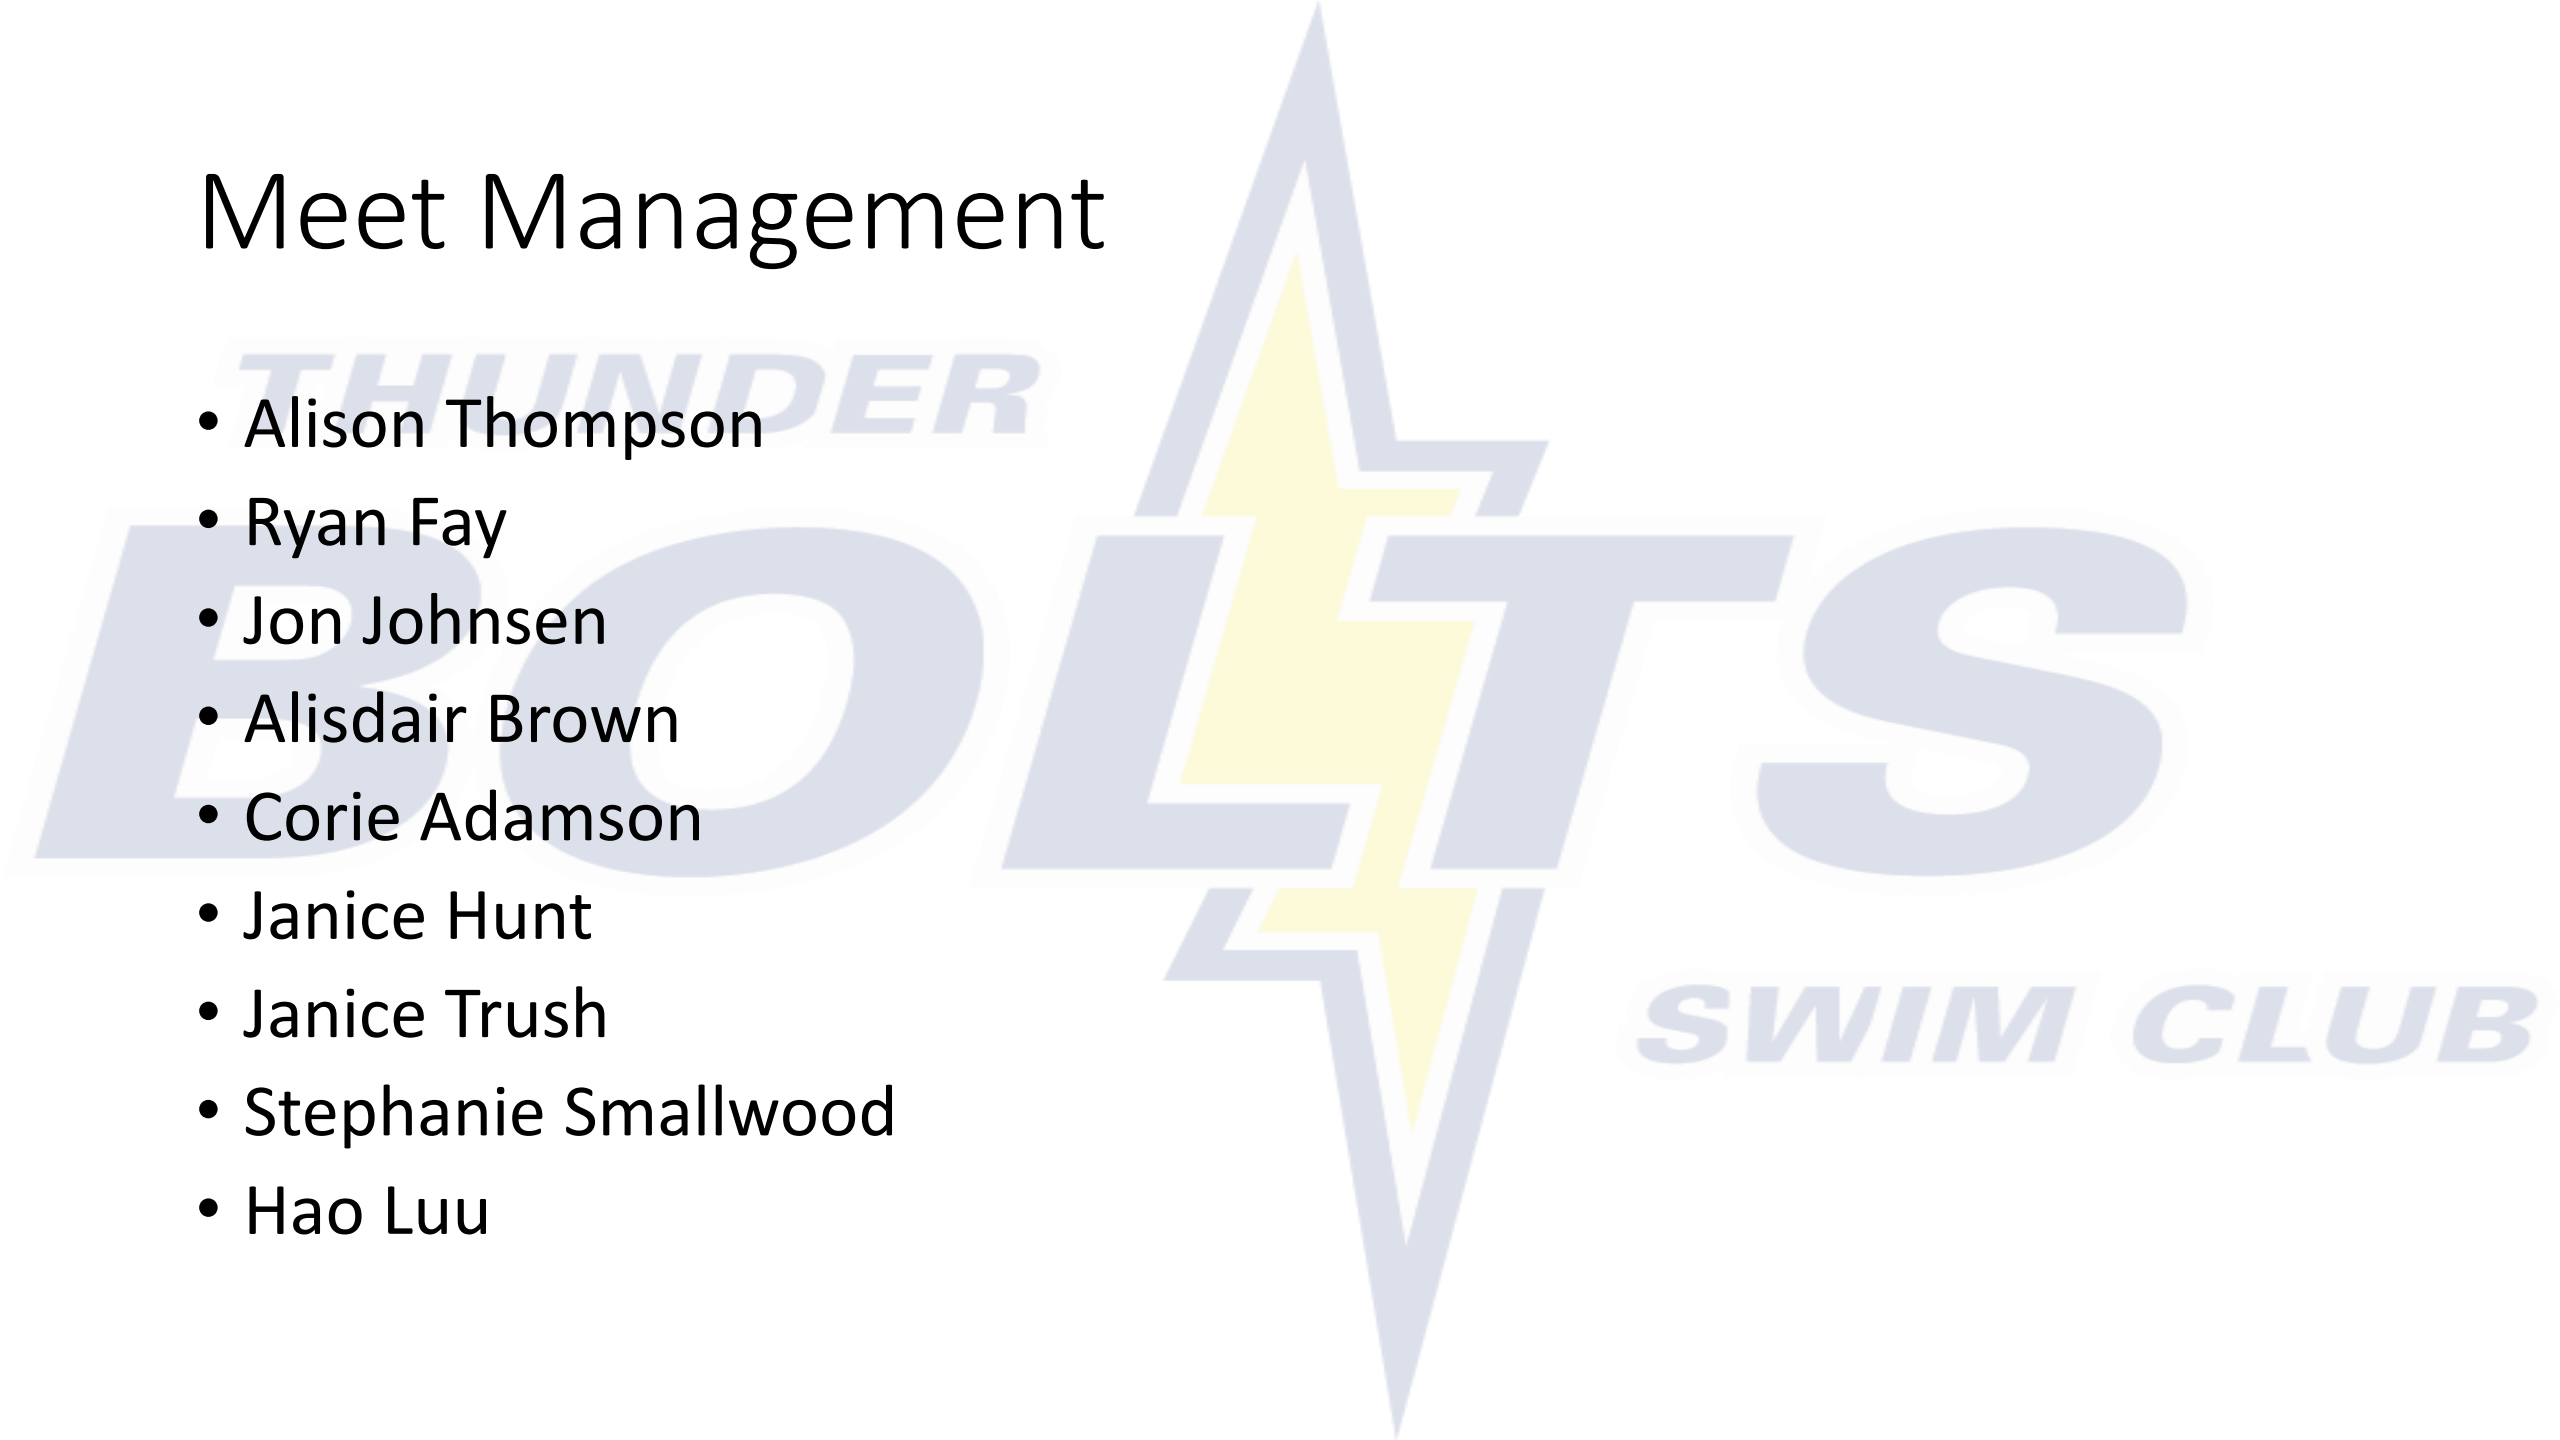 Meet Management
THUNDER
BOLTS
SWIM CLUB
• Alison Thompson
• Ryan Fay
• Jon Johnsen
• Alisdair Brown
• Corie Adamson
• Janice Hunt
• Janice Trush
• Stephanie Smallwood
• Hao Luu